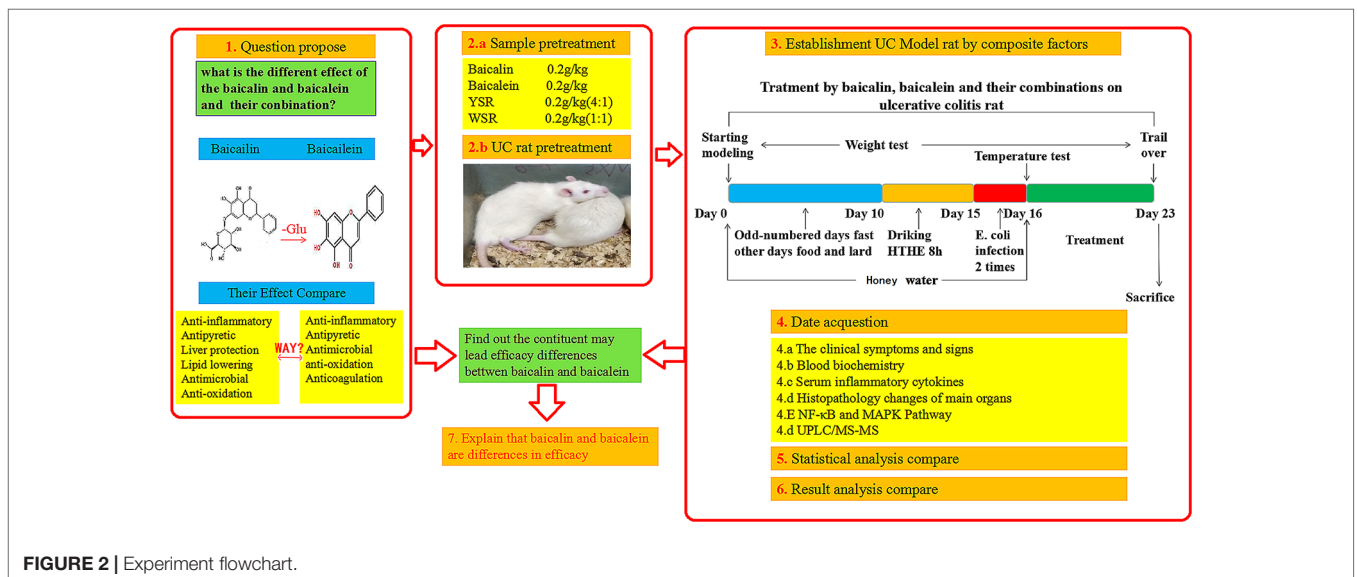 1. Question propose
what is the different effect of
the baicalin and baicalein
and their conbination?
Baicailin Baicailein
-Glu
Their Effect Compare
Anti-inflammatory
Antipyretic
Liver protection
Lipid lowering
Antimicrobial
Anti-oxidation
WAY?
Anti-inflammatory
Antipyretic
Antimicrobial
anti-oxidation
Anticoagulation
2.a Sample pretreatment
Baicalin 0.2g/kg
Baicalein 0.2g/kg
YSR 0.2g/kg(4:1)
WSR 0.2g/kg(1:1)
2.b UC rat pretreatment
3. Establishment UC Model rat by composite factors
Tratment by baicalin, baicalein and their combinations on
ulcerative colitis rat
Starting
modeling
Weight test
Temperature test
Trail
over
Day 0 Day 10 Day 15 Day 16 Day 23
Odd-numbered days fast
other days food and lard
Driking
HTHE 8h
E. coli
infection
2 times
Treatment
Honey water
Sacrifice
4. Date acquestion
4.a The clinical symptoms and signs
4.b Blood biochemistry
4.c Serum inflammatory cytokines
4.d Histopathology changes of main organs
4.E NF-κB and MAPK Pathway
4.d UPLC/MS-MS
5. Statistical analysis compare
6. Result analysis compare
Find out the contituent may
lead efficacy differences
bettwen baicalin and baicalein
7. Explain that baicalin and baicalein
are differences in efficacy
FIGURE 2 | Experiment flowchart.